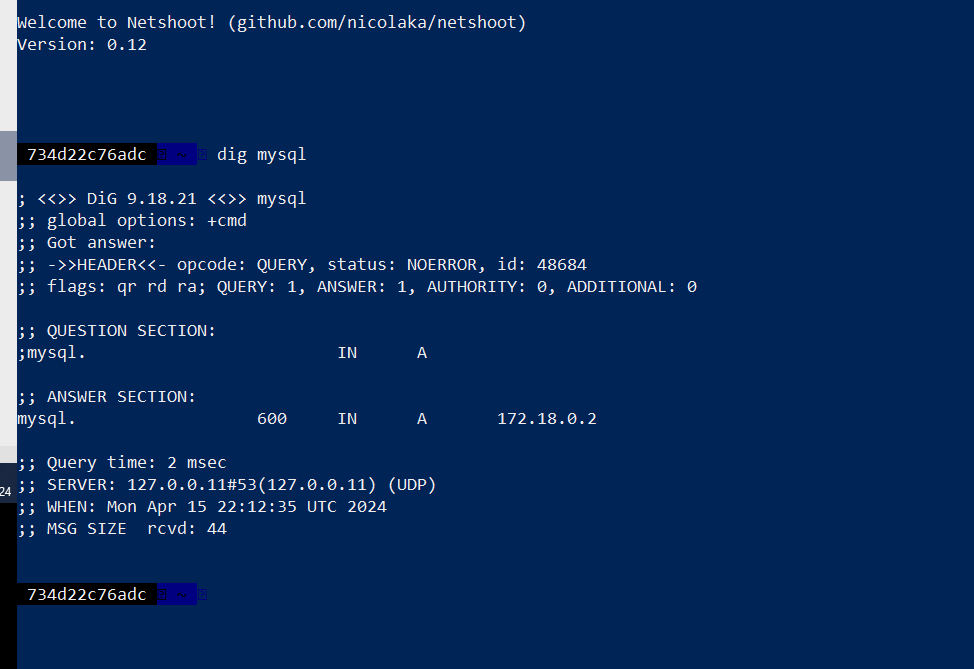 Welcome to Netshoot! (github.com/nicolaka/netshoot)
Version: 0.12
734d22c76adc ~ dig mysql
; <<>> DiG 9.18.21 <<>> mysql
;; global options: +cmd
;; Got answer:
;; ->>HEADER<<- opcode: QUERY, status: NOERROR, id: 48684
;; flags: qr rd ra; QUERY: 1, ANSWER: 1, AUTHORITY: 0, ADDITIONAL: 0
;; QUESTION SECTION:
;mysql. IN A
;; ANSWER SECTION:
mysql. 600 IN A 172.18.0.2
;; Query time: 2 msec
;; SERVER: 127.0.0.11#53(127.0.0.11) (UDP)
;; WHEN: Mon Apr 15 22:12:35 UTC 2024
;; MSG SIZE rcvd: 44
734d22c76adc ~
24